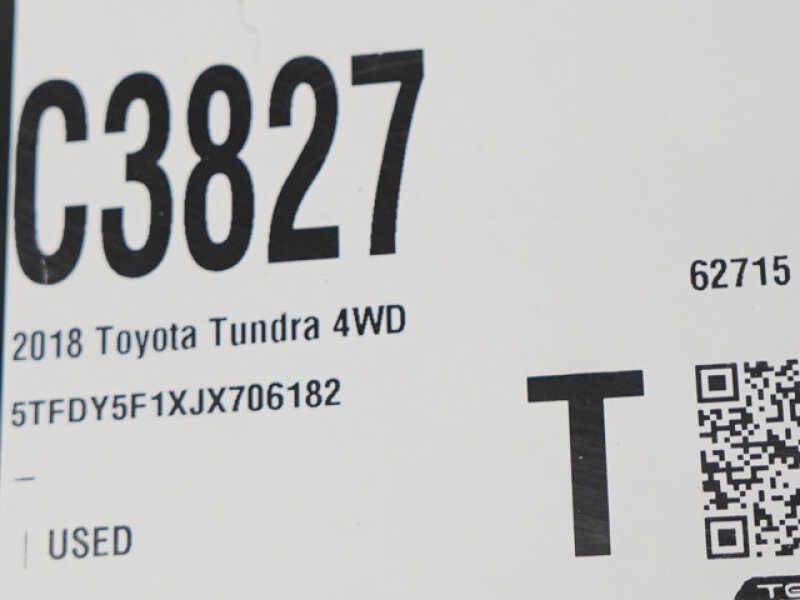 C3827
62715
2018 Toyota Tundra 4WD
5TFDY5F1XJX706182
T
–
| USED